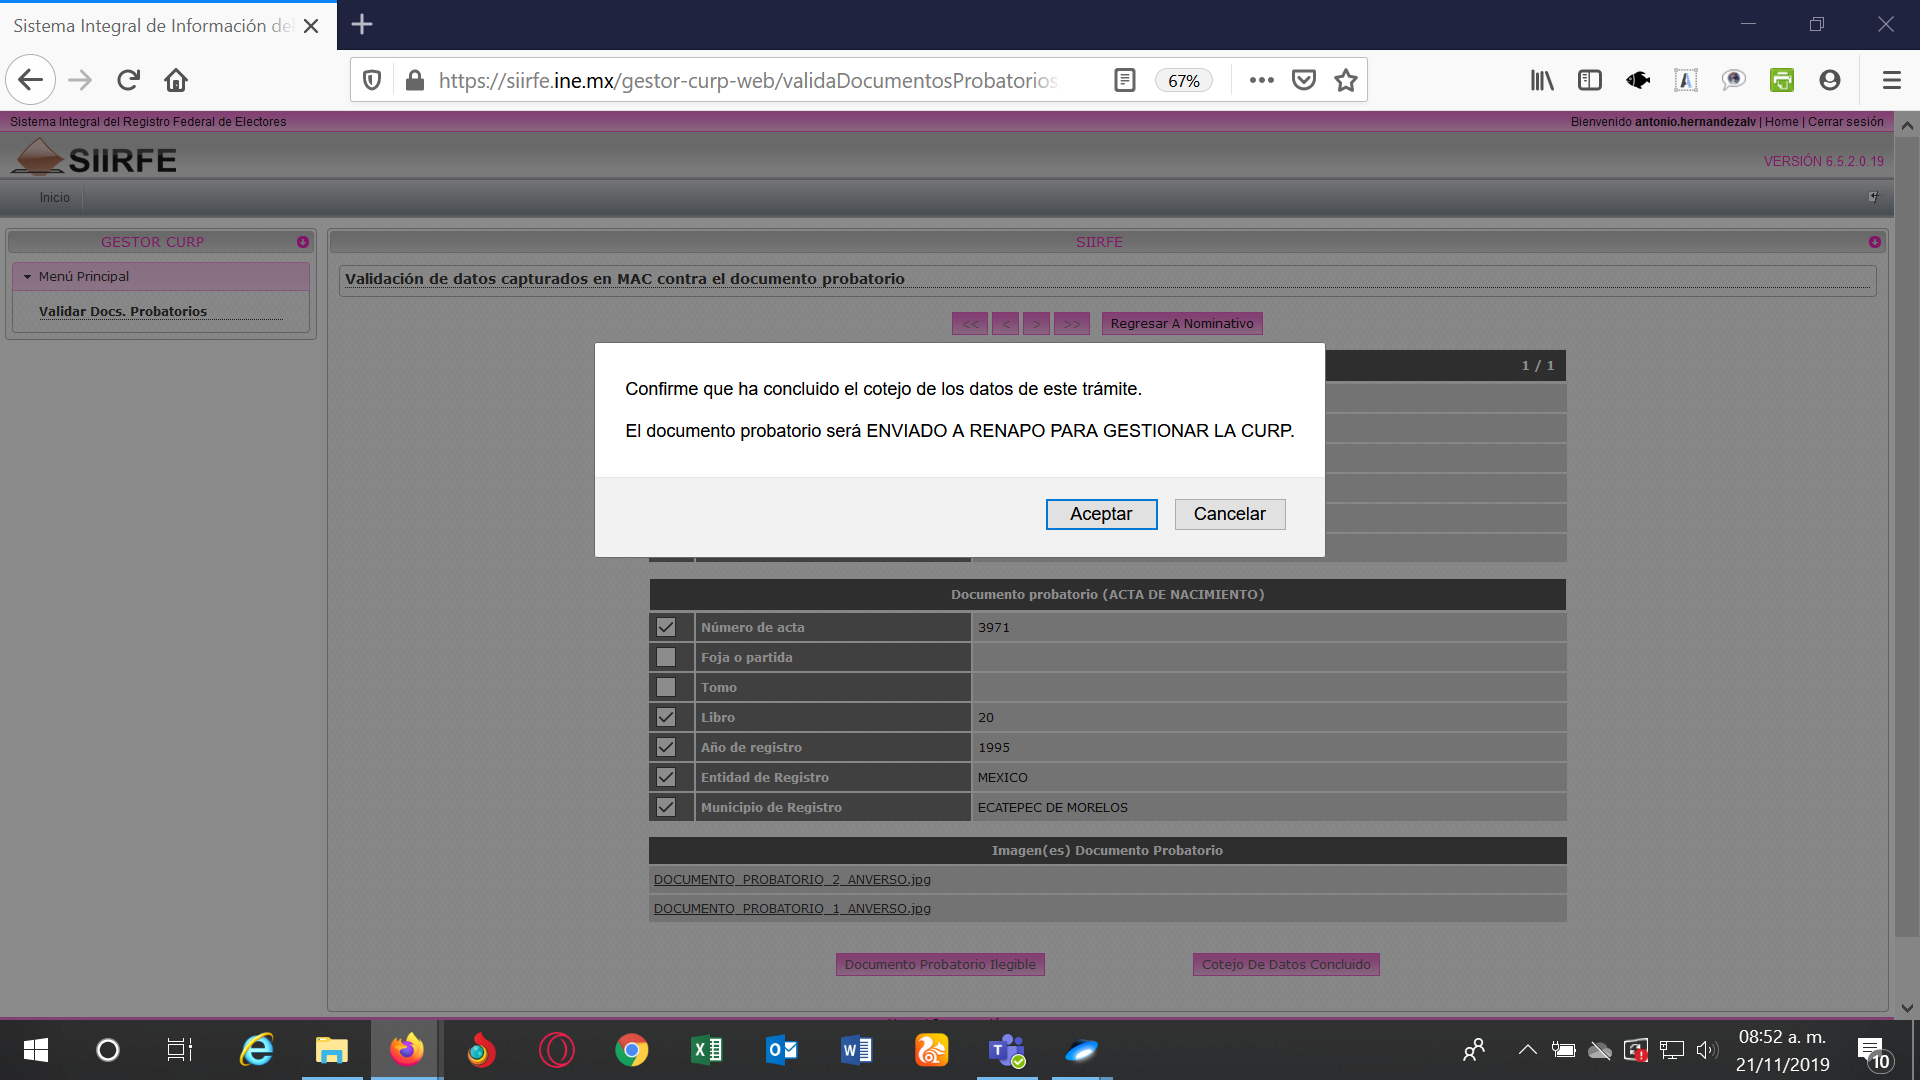 Sistema Integral de Información del
https://siirfe.ine.mx/gestor-curp-web/validaDocumentosProbatorios
67%
Sistema Integral del Registro Federal de Electores
Bienvenido antonio.hernandezalv | Home | Cerrar sesión
SIIRFE
VERSIÓN 6.5.2.0.19
Inicio
GESTOR CURP
Menú Principal
Validar Docs. Probatorios
SIIRFE
Validación de datos capturados en MAC contra el documento probatorio
<< < > >> Regresar A Nominativo
1 / 1
Confirme que ha concluido el cotejo de los datos de este trámite.
El documento probatorio será ENVIADO A RENAPO PARA GESTIONAR LA CURP.
Aceptar Cancelar
Documento probatorio (ACTA DE NACIMIENTO)
Número de acta 3971
Foja o partida
Tomo
Libro 20
Año de registro 1995
Entidad de Registro MEXICO
Municipio de Registro ECATEPEC DE MORELOS
Imagen(es) Documento Probatorio
DOCUMENTO_PROBATORIO_2_ANVERSO.jpg
DOCUMENTO_PROBATORIO_1_ANVERSO.jpg
Documento Probatorio Ilegible Cotejo De Datos Concluido
08:52 a. m.
21/11/2019
10